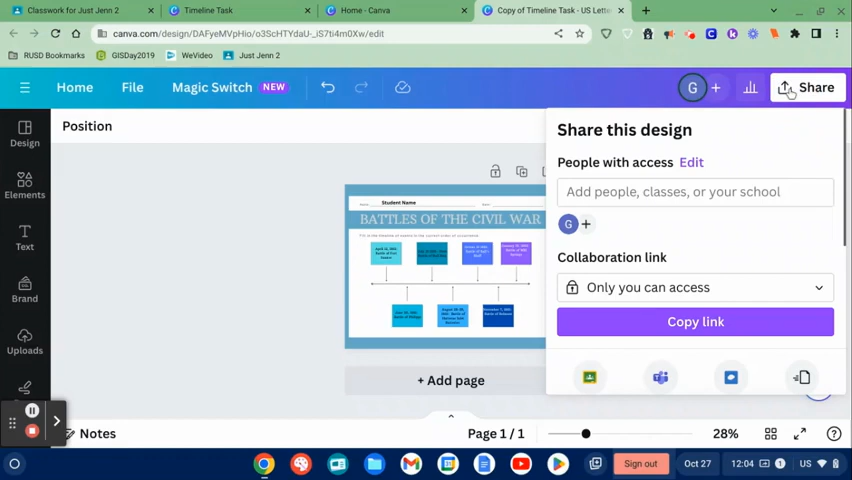 Classwork for Just Jenn 2
Timeline Task
Home - Canva
Copy of Timeline Task - US Lette
canva.com/design/DAFyeMVpHio/o3ScHTYdaU-_iS7ti4m0Xw/edit
RUSD Bookmarks
GISDay2019
WeVideo
Just Jenn 2
Home
File
Magic Switch NEW
G
Share
Design
Elements
Text
Brand
Uploads
Position
Student Name
BATTLES OF THE CIVIL WAR
+ Add page
Share this design
People with access Edit
Add people, classes, or your school
G
Collaboration link
Only you can access
Copy link
Notes
Page 1 / 1
28%
Sign out
Oct 27
12:04
1
US